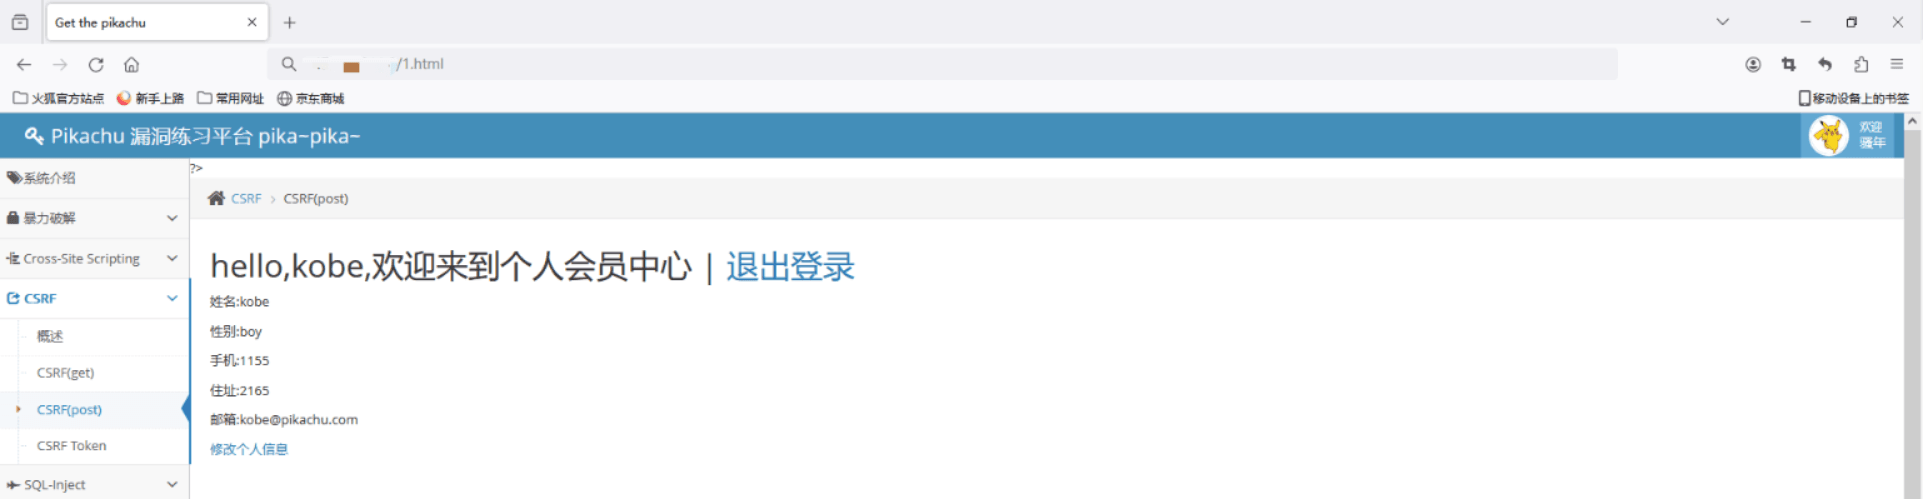 Get the pikachu
/1.html
火狐官方站点 新手上路 常用网址 京东商城 移动设备上的书签
Pikachu 漏洞练习平台 pika~pika~
欢迎
骚年
系统介绍
?>
暴力破解
CSRF > CSRF(post)
Cross-Site Scripting
hello,kobe,欢迎来到个人会员中心 | 退出登录
CSRF
姓名:kobe
概述
性别:boy
CSRF(get)
手机:1155
CSRF(post)
住址:2165
邮箱:kobe@pikachu.com
CSRF Token
修改个人信息
SQL-Inject